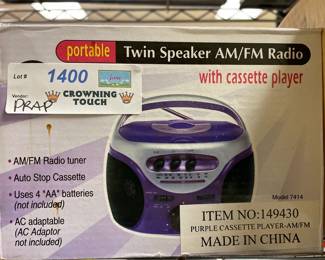 portable Twin Speaker AM/FM Radio
with cassette player
Lot # 1400
Vendor: PRAP
CROWNING
TOUCH
• AM/FM Radio tuner
• Auto Stop Cassette
• Uses 4 "AA" batteries
(not included)
• AC adaptable
(AC Adaptor
not included)
Model 7414
ITEM NO:149430
PURPLE CASSETTE PLAYER-AM/FM
MADE IN CHINA